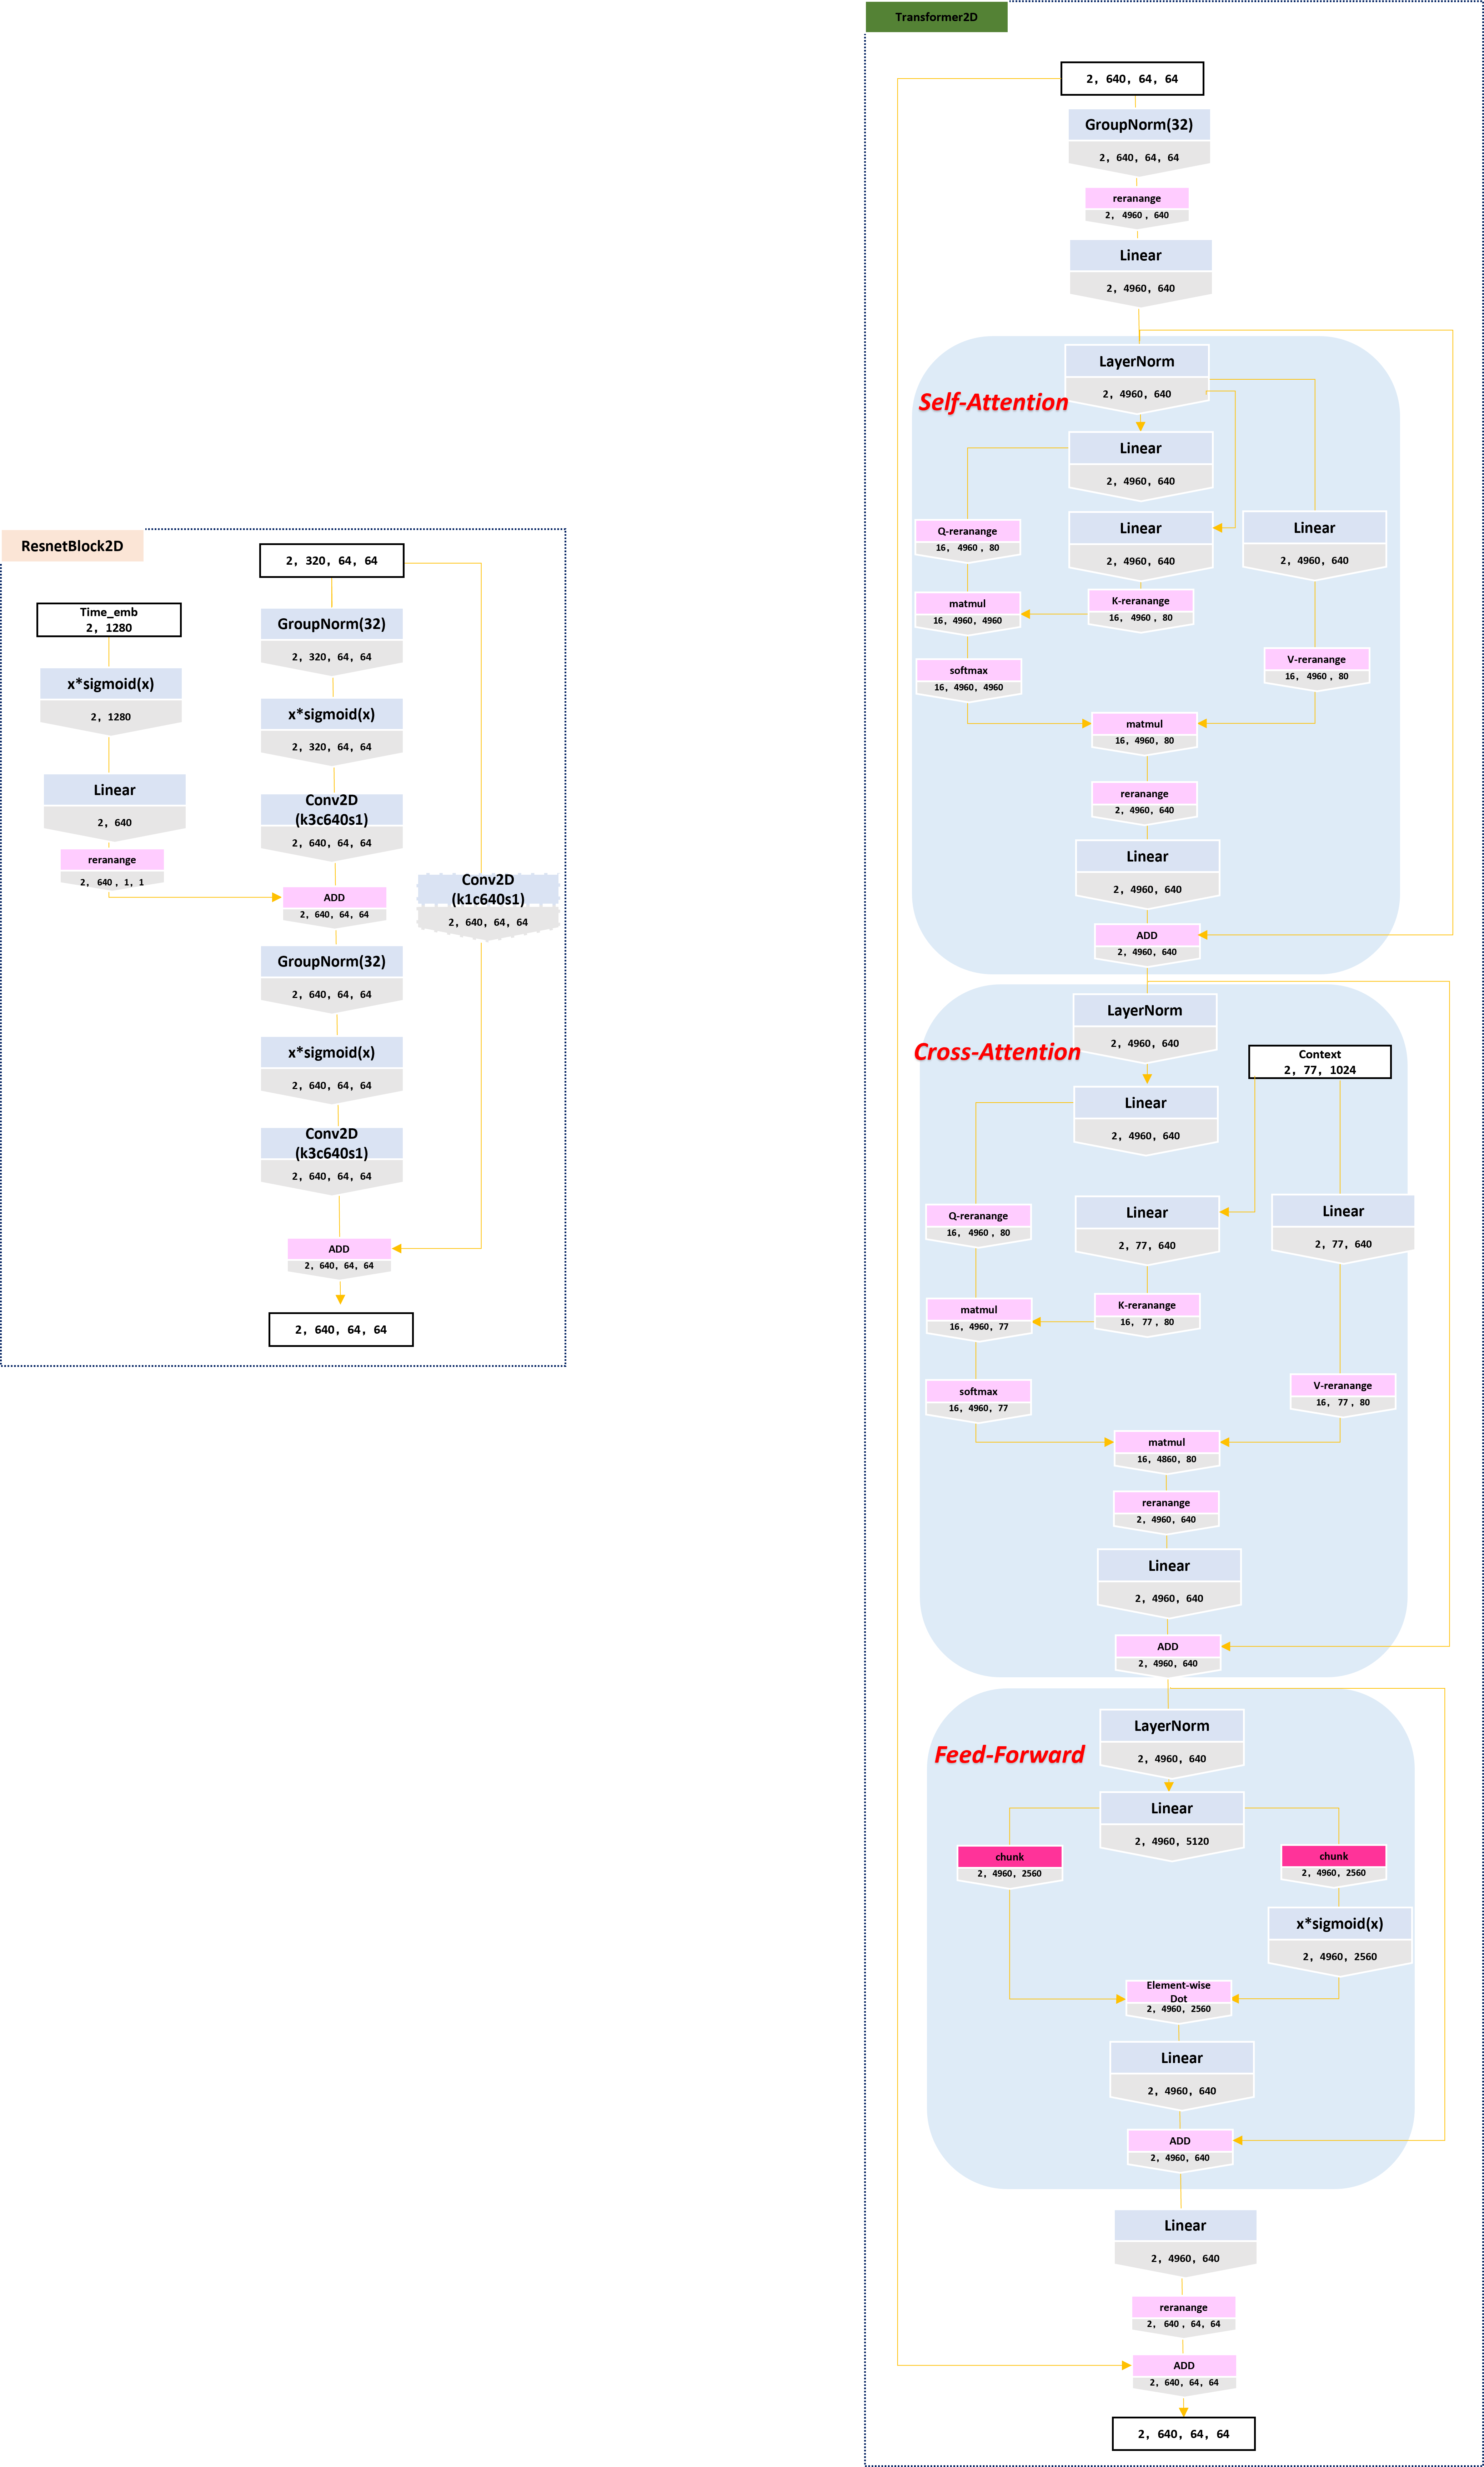 ResnetBlock2D
2, 320, 64, 64
Time_emb
2, 1280
x*sigmoid(x)
2, 1280
Linear
2, 640
reranange
2, 640 , 1, 1
GroupNorm(32)
2, 320, 64, 64
x*sigmoid(x)
2, 320, 64, 64
Conv2D
(k3c640s1)
2, 640, 64, 64
ADD
2, 640, 64, 64
Conv2D
(k1c640s1)
2, 640, 64, 64
GroupNorm(32)
2, 640, 64, 64
x*sigmoid(x)
2, 640, 64, 64
Conv2D
(k3c640s1)
2, 640, 64, 64
ADD
2, 640, 64, 64
2, 640, 64, 64
Transformer2D
2, 640, 64, 64
GroupNorm(32)
2, 640, 64, 64
reranange
2, 4960 , 640
Linear
2, 4960, 640
Self-Attention
LayerNorm
2, 4960, 640
Linear
2, 4960, 640
Q-reranange
16, 4960 , 80
Linear
2, 4960, 640
Linear
2, 4960, 640
matmul
16, 4960, 4960
K-reranange
16, 4960 , 80
softmax
16, 4960, 4960
V-reranange
16, 4960 , 80
matmul
16, 4960, 80
reranange
2, 4960, 640
Linear
2, 4960, 640
ADD
2, 4960, 640
Cross-Attention
LayerNorm
2, 4960, 640
Context
2, 77, 1024
Linear
2, 4960, 640
Q-reranange
16, 4960 , 80
Linear
2, 77, 640
Linear
2, 77, 640
matmul
16, 4960, 77
K-reranange
16, 77 , 80
softmax
16, 4960, 77
V-reranange
16, 77 , 80
matmul
16, 4860, 80
reranange
2, 4960, 640
Linear
2, 4960, 640
ADD
2, 4960, 640
Feed-Forward
LayerNorm
2, 4960, 640
Linear
2, 4960, 5120
chunk
2, 4960, 2560
chunk
2, 4960, 2560
x*sigmoid(x)
2, 4960, 2560
Element-wise
Dot
2, 4960, 2560
Linear
2, 4960, 640
ADD
2, 4960, 640
Linear
2, 4960, 640
reranange
2, 640 , 64, 64
ADD
2, 640, 64, 64
2, 640, 64, 64